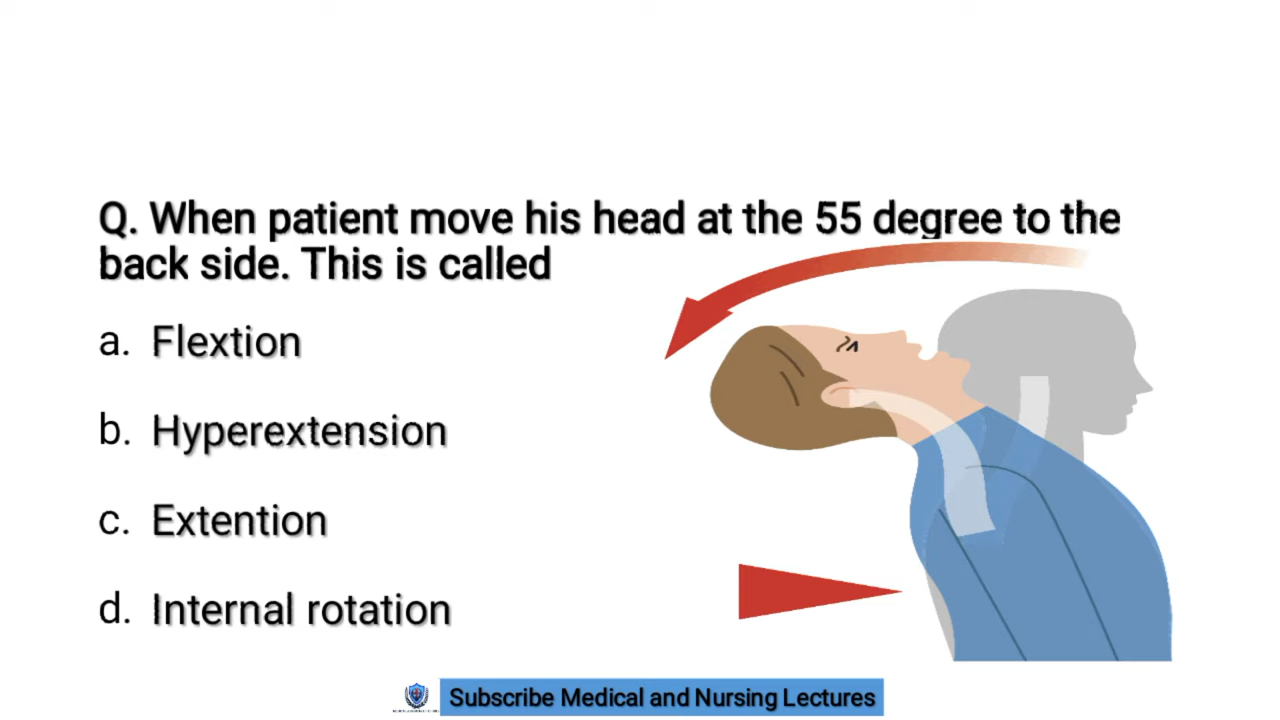 Q. When patient move his head at the 55 degree to the
back side. This is called
a. Flextion
b. Hyperextension
c. Extention
d. Internal rotation
Subscribe Medical and Nursing Lectures